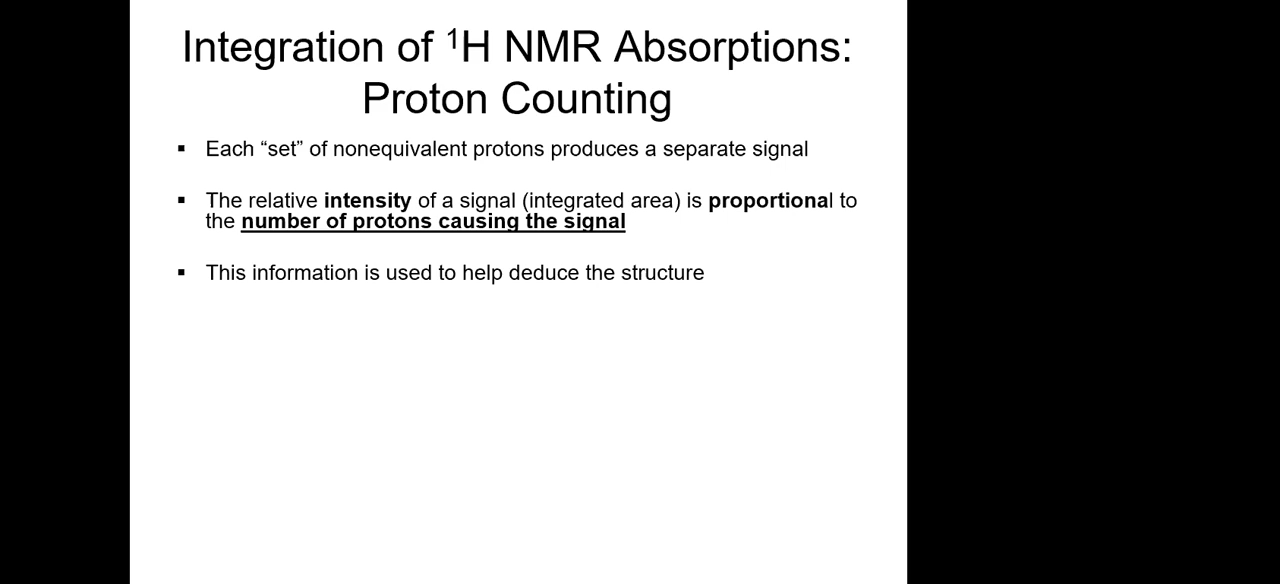 Integration of ¹H NMR Absorptions:
Proton Counting
▪ Each “set” of nonequivalent protons produces a separate signal
▪ The relative intensity of a signal (integrated area) is proportional to
the number of protons causing the signal
▪ This information is used to help deduce the structure